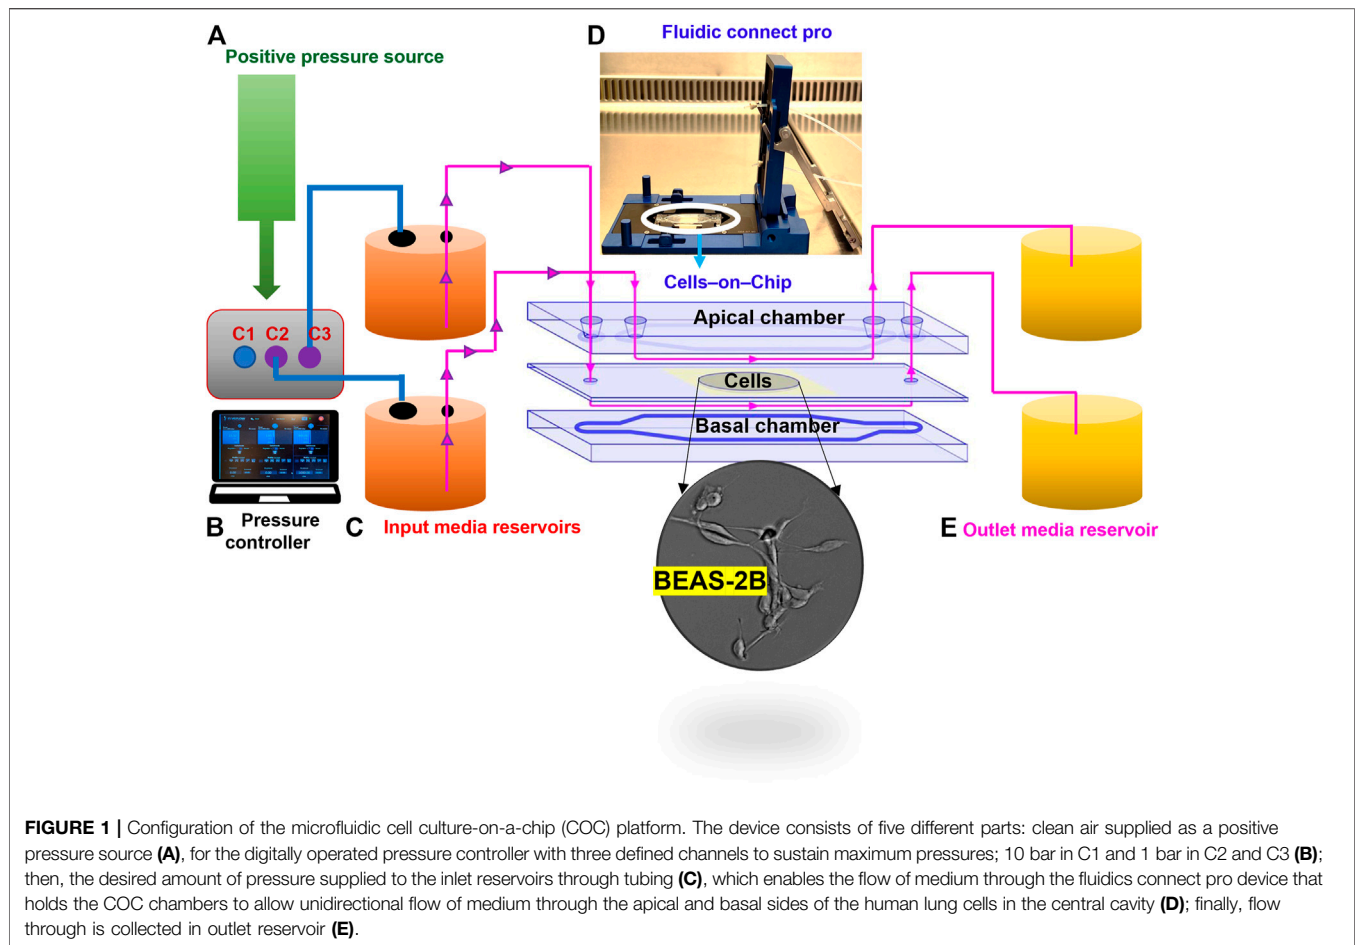 A
Positive pressure source
D
Fluidic connect pro
C1
C2
C3
Cells–on–Chip
Apical chamber
Cells
Basal chamber
BEAS-2B
B
Pressure
controller
C
Input media reservoirs
E
Outlet media reservoir
FIGURE 1 | Configuration of the microfluidic cell culture-on-a-chip (COC) platform. The device consists of five different parts: clean air supplied as a positive
pressure source (A), for the digitally operated pressure controller with three defined channels to sustain maximum pressures; 10 bar in C1 and 1 bar in C2 and C3 (B);
then, the desired amount of pressure supplied to the inlet reservoirs through tubing (C), which enables the flow of medium through the fluidics connect pro device that
holds the COC chambers to allow unidirectional flow of medium through the apical and basal sides of the human lung cells in the central cavity (D); finally, flow
through is collected in outlet reservoir (E).